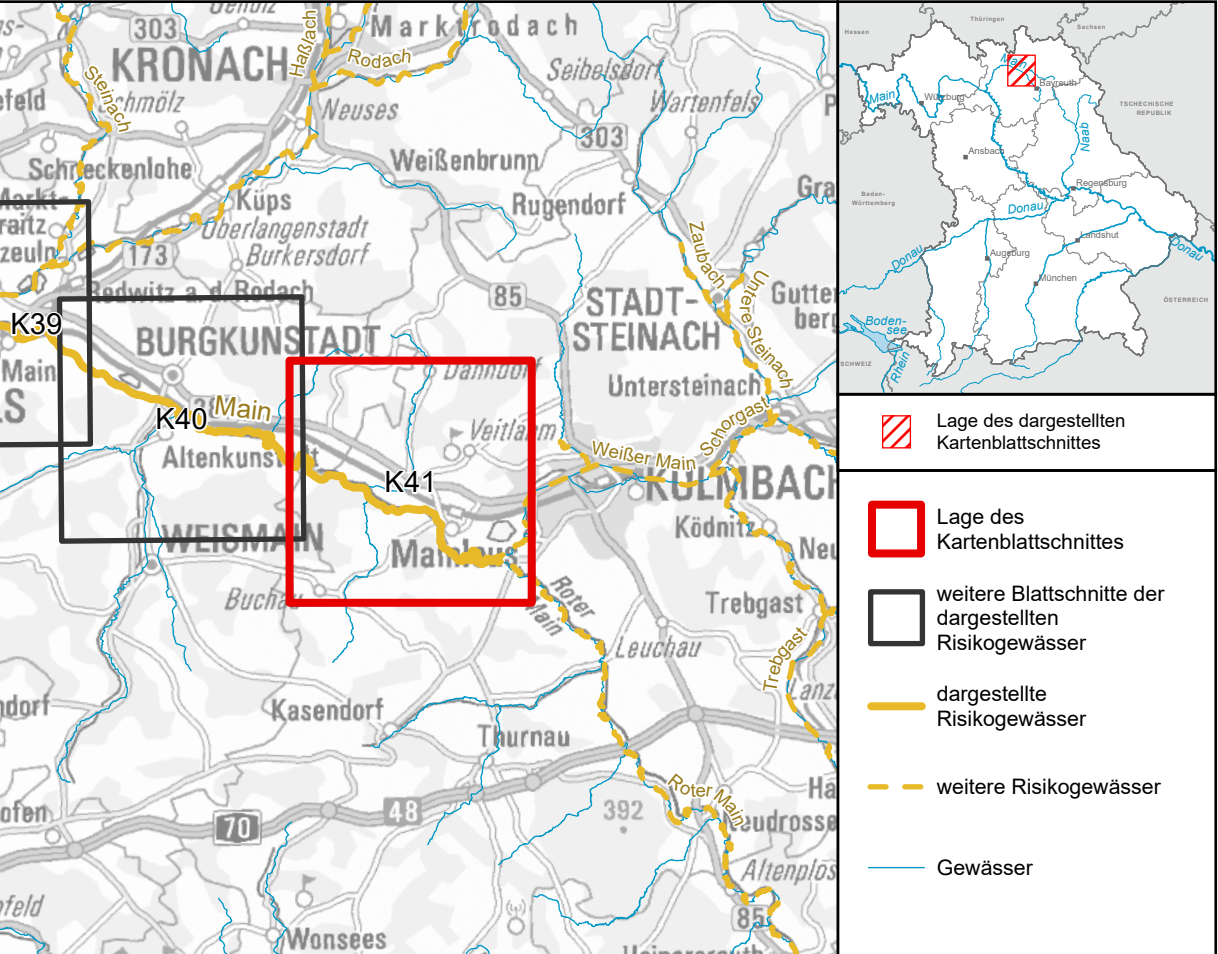 303
Marktrodach
KRONACH
Haßlach
Rodach
Steinach
Seibelsdorf
Neuses
Wartenfels
303
Weißenbrunn
Schneckenlohe
Küps
Rugendorf
Oberlangenstadt
Burkersdorf
173
Zaubach
Untere Steinach
Redwitz a. d. Rodach
85
STADT-
STEINACH
K39
BURGKUNSTADT
Main
Untersteinach
K40
Main
Veitlahm
Schorgast
Weißer Main
Altenkunstadt
K41
KULMBACH
Ködnitz
WEISMAIN
Mainleus
Buchau
Roter
Main
Trebgast
Leuchau
Trebgast
Kasendorf
Thurnau
Roter Main
70
48
392
85
Wonsees
Thüringen
Sachsen
Hessen
Main
Bayreuth
Main
Würzburg
TSCHECHISCHE
REPUBLIK
Naab
Ansbach
Baden-
Württemberg
Regensburg
Donau
Landshut
Donau
Donau
Augsburg
München
ÖSTERREICH
Boden-
see
SCHWEIZ
Rhein
Lage des dargestellten
Kartenblattschnittes
Lage des
Kartenblattschnittes
weitere Blattschnitte der
dargestellten
Risikogewässer
dargestellte
Risikogewässer
weitere Risikogewässer
Gewässer